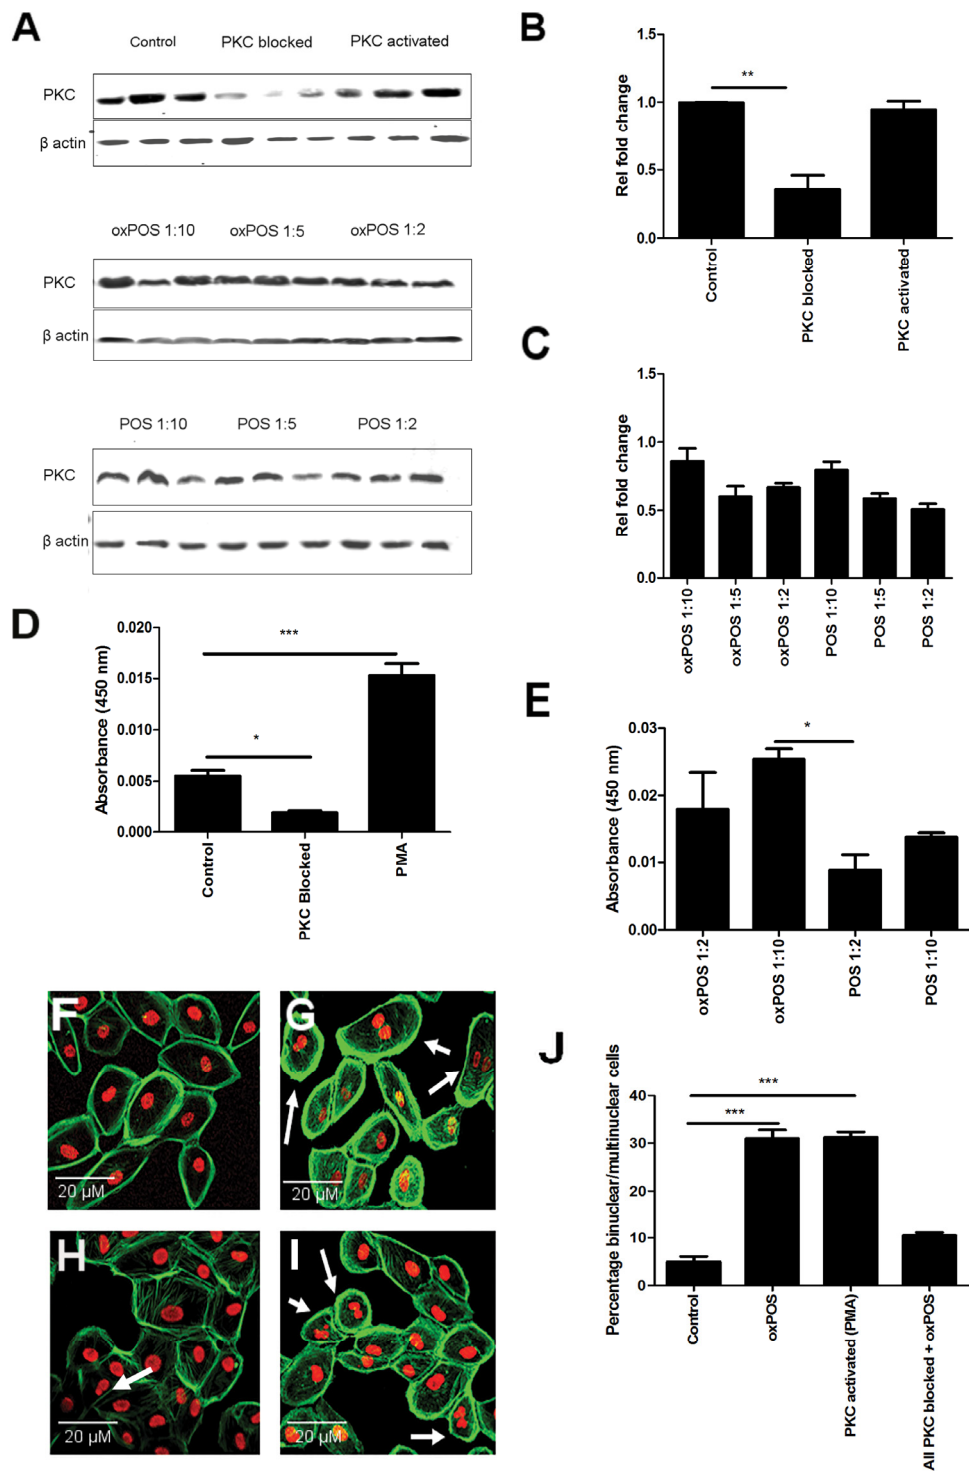 A
Control PKC blocked PKC activated
PKC
β actin
oxPOS 1:10 oxPOS 1:5 oxPOS 1:2
PKC
β actin
POS 1:10 POS 1:5 POS 1:2
PKC
β actin
B
Rel fold change
1.5
1.0
0.5
0.0
**
Control
PKC blocked
PKC activated
C
Rel fold change
1.5
1.0
0.5
0.0
oxPOS 1:10
oxPOS 1:5
oxPOS 1:2
POS 1:10
POS 1:5
POS 1:2
D
Absorbance (450 nm)
0.020
0.015
0.010
0.005
0.000
***
*
Control
PKC Blocked
PMA
E
Absorbance (450 nm)
0.03
0.02
0.01
0.00
*
oxPOS 1:2
oxPOS 1:10
POS 1:2
POS 1:10
F
20 µM
G
20 µM
H
20 µM
I
20 µM
J
Percentage binuclear/multinuclear cells
40
30
20
10
0
***
***
Control
oxPOS
PKC activated (PMA)
All PKC blocked + oxPOS